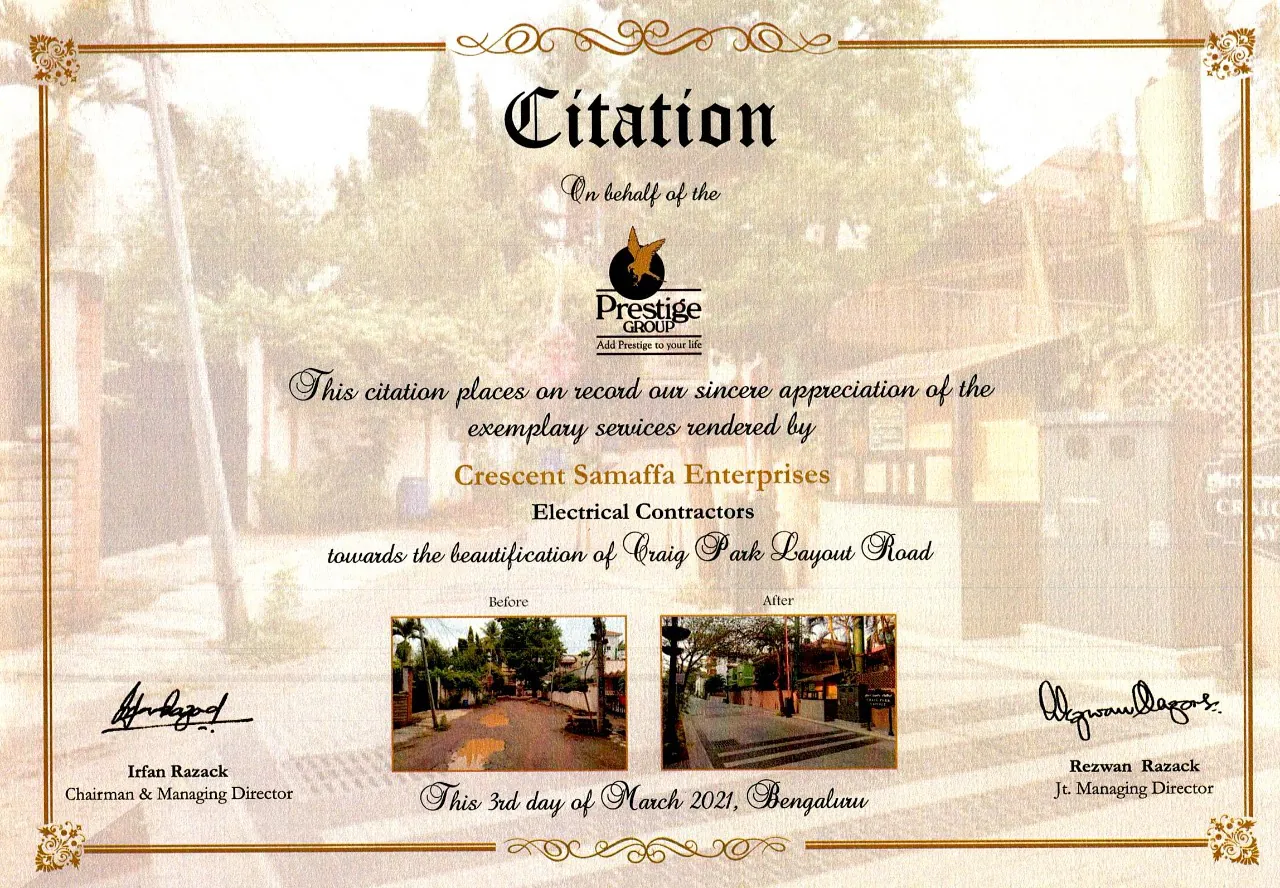 Citation
On behalf of the
Prestige
GROUP
Add Prestige to your life
This citation places on record our sincere appreciation of the
exemplary services rendered by
Crescent Samaffa Enterprises
Electrical Contractors
towards the beautification of Craig Park Layout Road
Before
After
Irfan Razack
Chairman & Managing Director
Rezwan Razack
Jt. Managing Director
This 3rd day of March 2021, Bengaluru